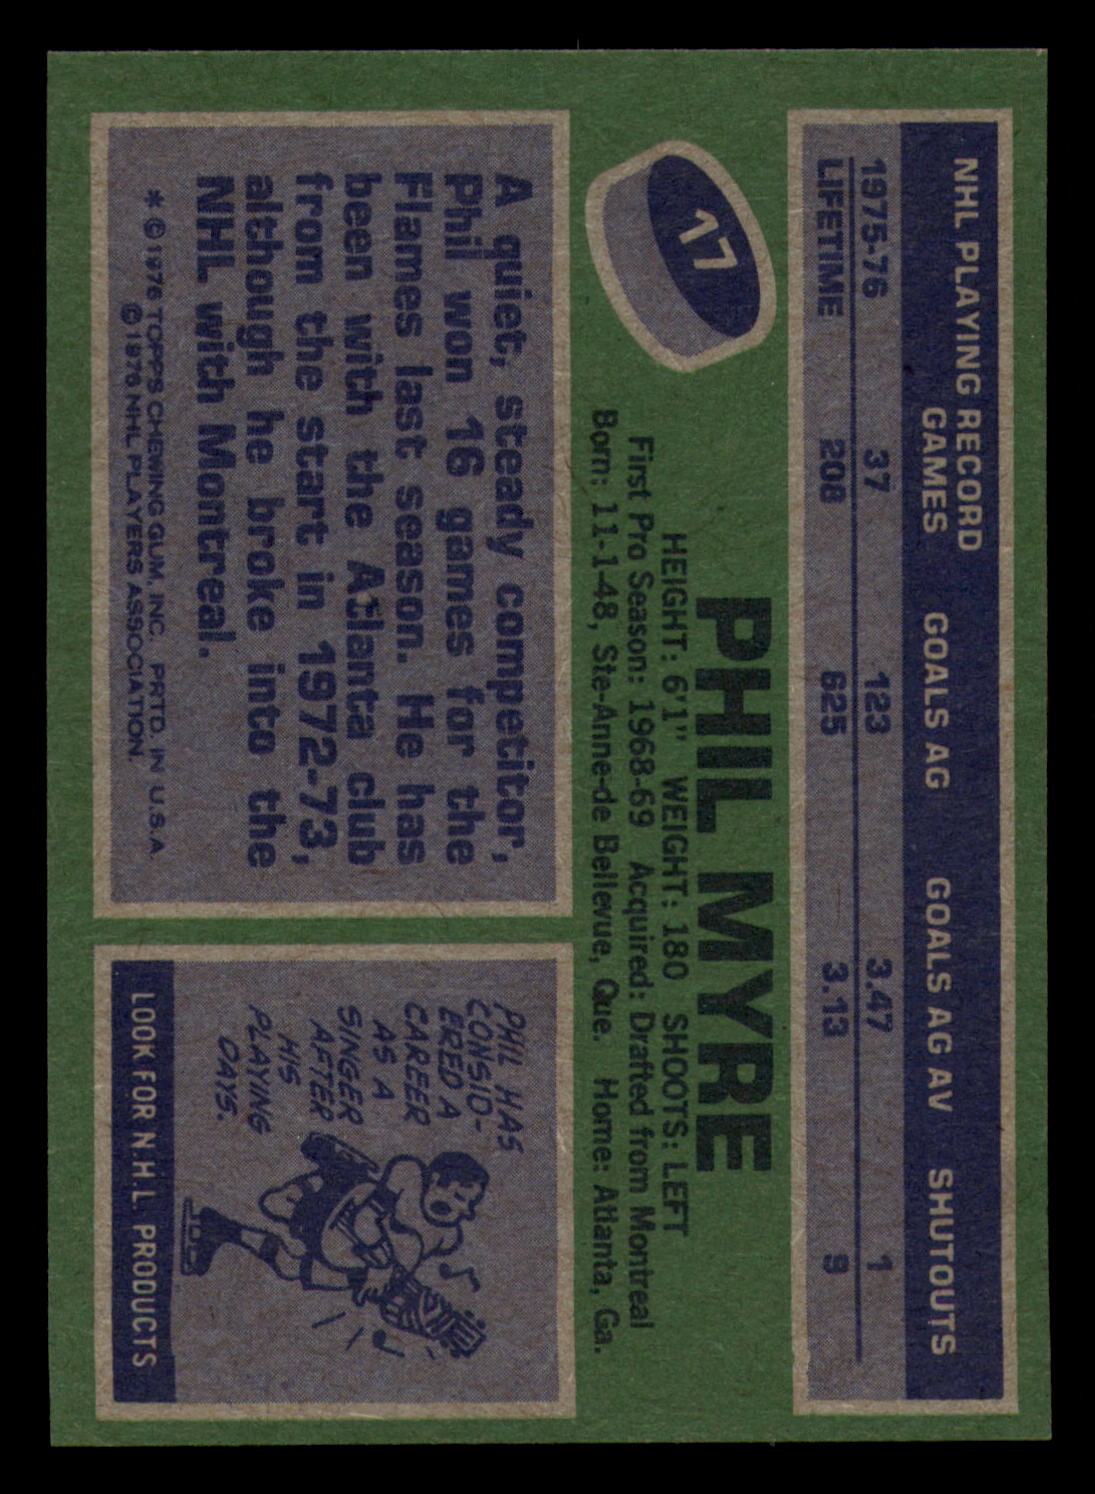 NHL PLAYING RECORD
GAMES GOALS AG GOALS AG AV SHUTOUTS
1975-76 37 123 3.47 1
LIFETIME 208 625 3.13 9
17
PHIL MYRE
HEIGHT: 6'1" WEIGHT: 180 SHOOTS: LEFT
First Pro Season: 1968-69 Acquired: Drafted from Montreal
Born: 11-1-48, Ste-Anne-de Bellevue, Que. Home: Atlanta, Ga.
A quiet, steady competitor,
Phil won 16 games for the
Flames last season. He has
been with the Atlanta club
from the start in 1972-73,
although he broke into the
NHL with Montreal.
* © 1976 TOPPS CHEWING GUM, INC. PRTD. IN U.S.A.
© 1976 NHL PLAYERS ASSOCIATION.
PHIL HAS
CONSID-
ERED A
CAREER
AS A
SINGER
AFTER
HIS
PLAYING
DAYS.
LOOK FOR N.H.L. PRODUCTS